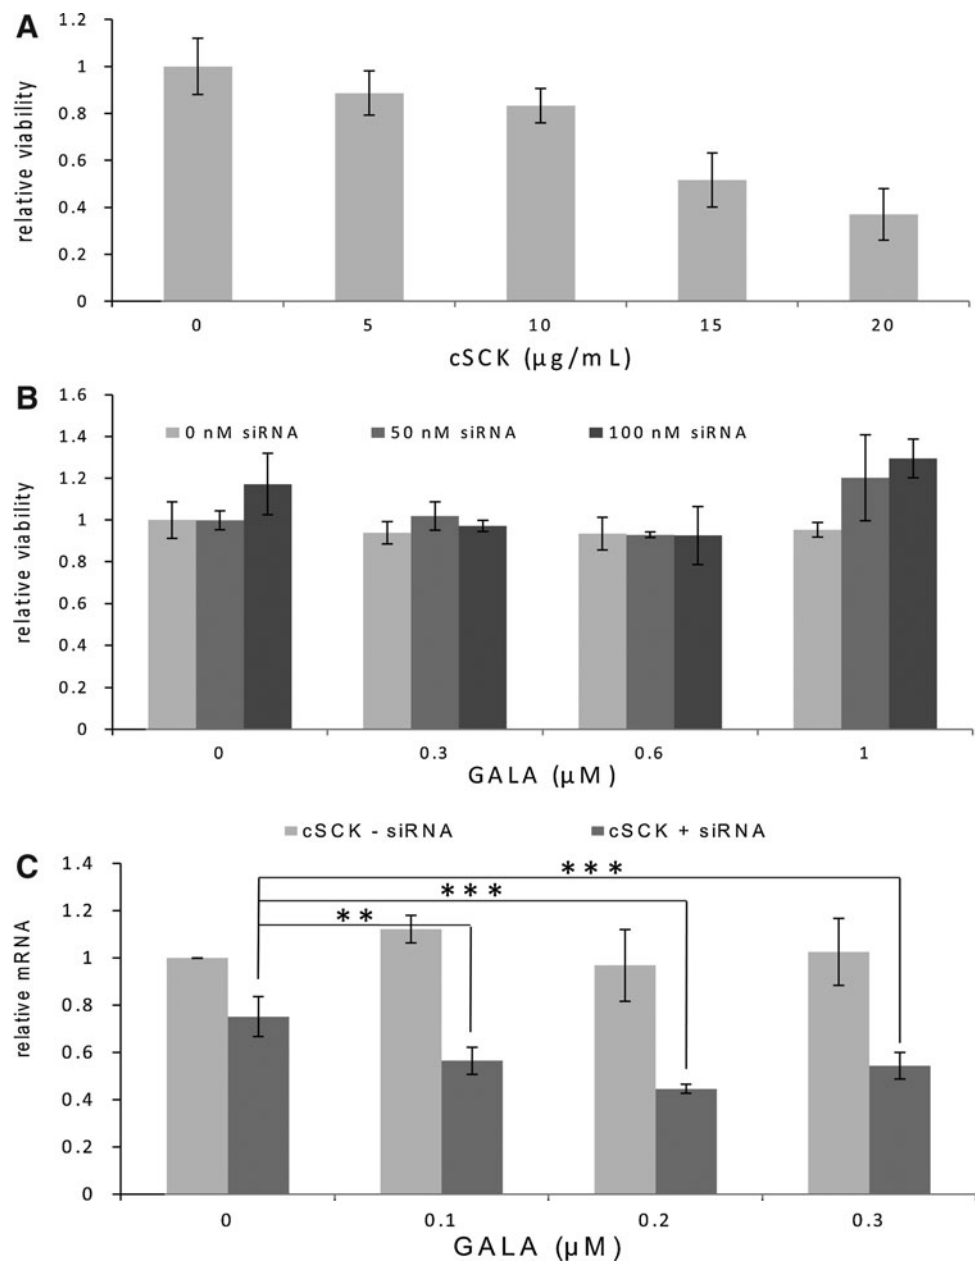 A
relative viability
1.2
1
0.8
0.6
0.4
0.2
0
0 5 10 15 20
cSCK (μg/mL)
B
relative viability
1.6
1.4
1.2
1
0.8
0.6
0.4
0.2
0
0 nM siRNA 50 nM siRNA 100 nM siRNA
0 0.3 0.6 1
GALA (μM)
cSCK - siRNA cSCK + siRNA
C
relative mRNA
1.4
1.2
1
0.8
0.6
0.4
0.2
0
***
***
**
0 0.1 0.2 0.3
GALA (μM)